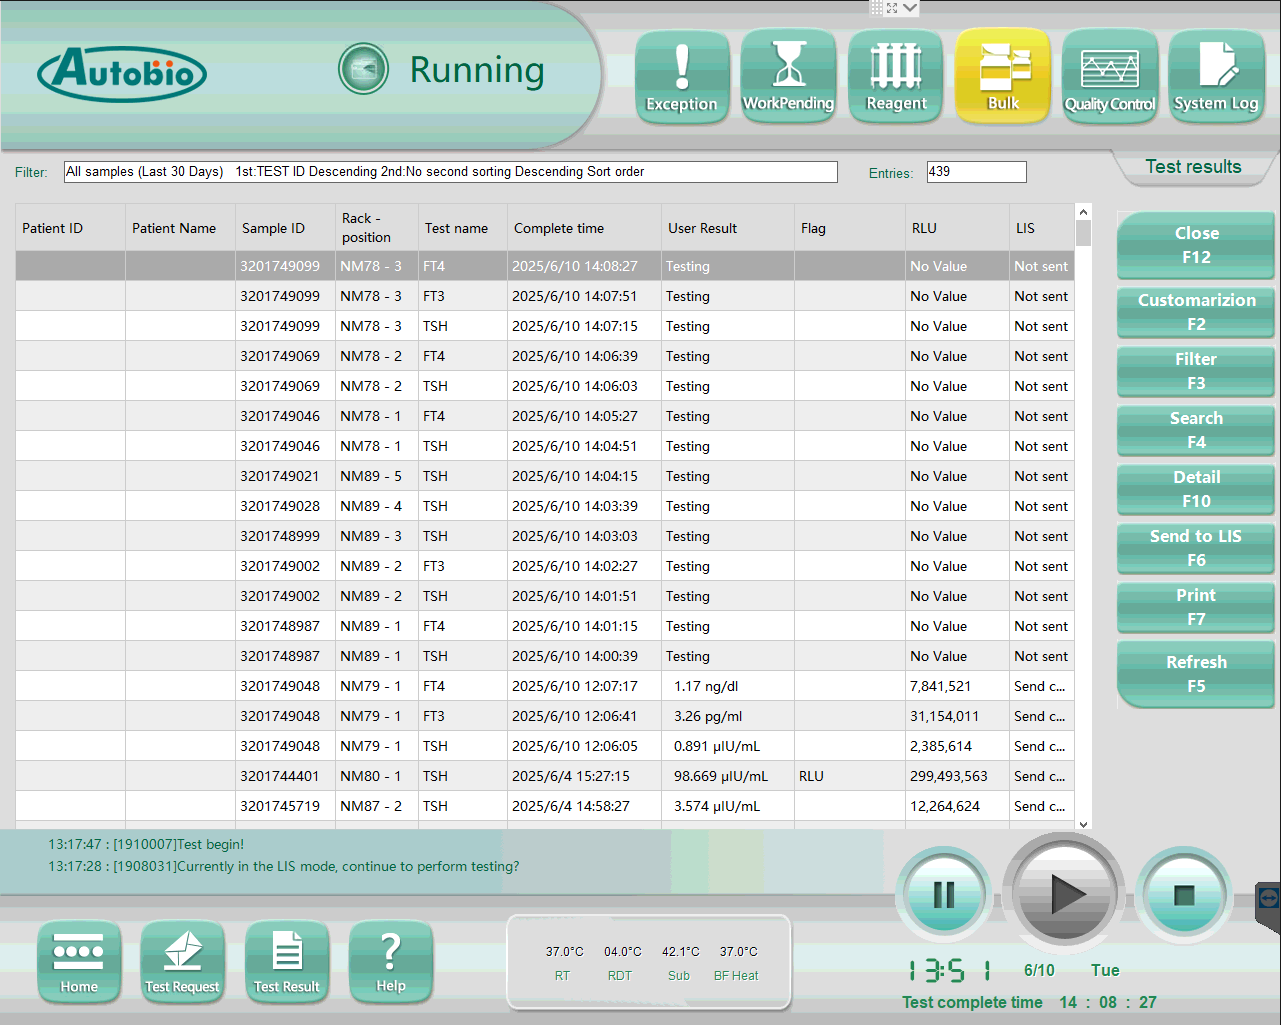 Autobio
Running
Exception
WorkPending
Reagent
Bulk
Quality Control
System Log
Filter: All samples (Last 30 Days) 1st:TEST ID Descending 2nd:No second sorting Descending Sort order
Entries: 439
Test results
Patient ID Patient Name Sample ID Rack - position Test name Complete time User Result Flag RLU LIS
3201749099 NM78 - 3 FT4 2025/6/10 14:08:27 Testing No Value Not sent
3201749099 NM78 - 3 FT3 2025/6/10 14:07:51 Testing No Value Not sent
3201749099 NM78 - 3 TSH 2025/6/10 14:07:15 Testing No Value Not sent
3201749069 NM78 - 2 FT4 2025/6/10 14:06:39 Testing No Value Not sent
3201749069 NM78 - 2 TSH 2025/6/10 14:06:03 Testing No Value Not sent
3201749046 NM78 - 1 FT4 2025/6/10 14:05:27 Testing No Value Not sent
3201749046 NM78 - 1 TSH 2025/6/10 14:04:51 Testing No Value Not sent
3201749021 NM89 - 5 TSH 2025/6/10 14:04:15 Testing No Value Not sent
3201749028 NM89 - 4 TSH 2025/6/10 14:03:39 Testing No Value Not sent
3201748999 NM89 - 3 TSH 2025/6/10 14:03:03 Testing No Value Not sent
3201749002 NM89 - 2 FT3 2025/6/10 14:02:27 Testing No Value Not sent
3201749002 NM89 - 2 TSH 2025/6/10 14:01:51 Testing No Value Not sent
3201748987 NM89 - 1 FT4 2025/6/10 14:01:15 Testing No Value Not sent
3201748987 NM89 - 1 TSH 2025/6/10 14:00:39 Testing No Value Not sent
3201749048 NM79 - 1 FT4 2025/6/10 12:07:17 1.17 ng/dl 7,841,521 Send c...
3201749048 NM79 - 1 FT3 2025/6/10 12:06:41 3.26 pg/ml 31,154,011 Send c...
3201749048 NM79 - 1 TSH 2025/6/10 12:06:05 0.891 µIU/mL 2,385,614 Send c...
3201744401 NM80 - 1 TSH 2025/6/4 15:27:15 98.669 µIU/mL RLU 299,493,563 Send c...
3201745719 NM87 - 2 TSH 2025/6/4 14:58:27 3.574 µIU/mL 12,264,624 Send c...
Close
F12
Customarizion
F2
Filter
F3
Search
F4
Detail
F10
Send to LIS
F6
Print
F7
Refresh
F5
13:17:47 : [1910007]Test begin!
13:17:28 : [1908031]Currently in the LIS mode, continue to perform testing?
Home
Test Request
Test Result
?
Help
37.0°C 04.0°C 42.1°C 37.0°C
RT RDT Sub BF Heat
13:51 6/10 Tue
Test complete time 14 : 08 : 27